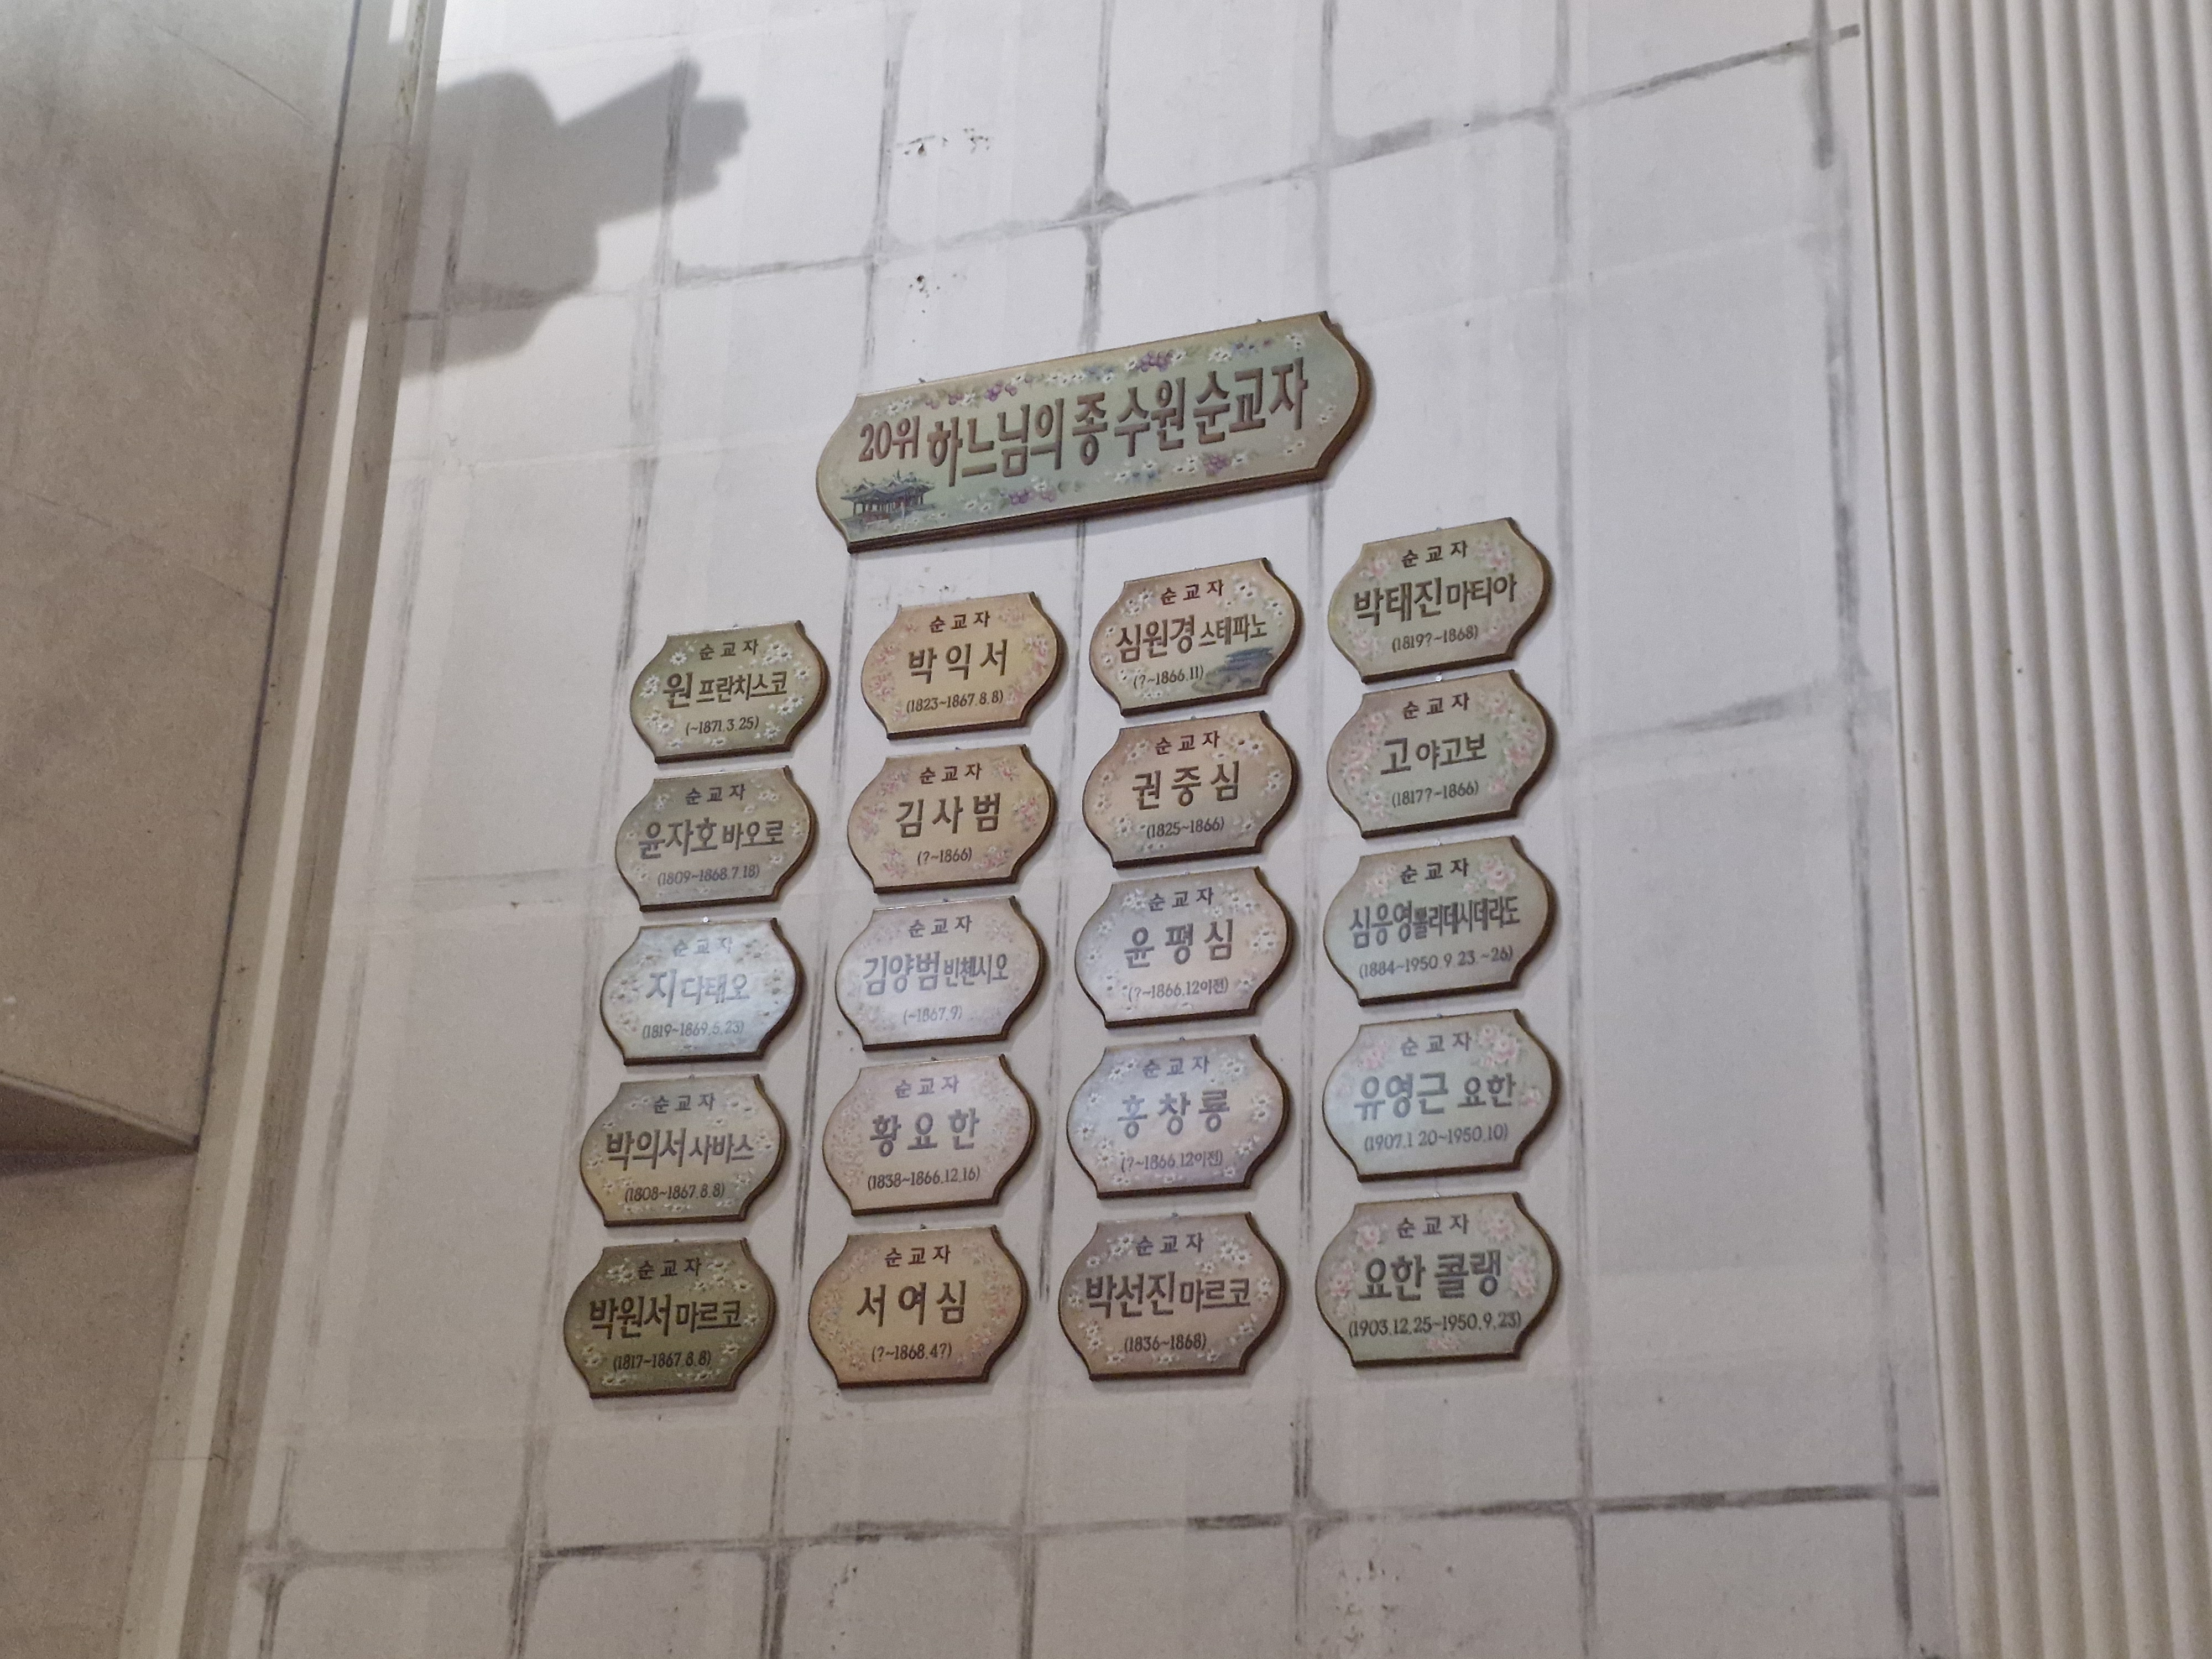 20위 하느님의 종 수원 순교자
순교자
원 프란치스코
(~1871.3.25)
순교자
윤자호 바오로
(1809~1868.7.18)
순교자
지 다태오
(1819~1869.5.23)
순교자
박의서 사바스
(1808~1867.8.8)
순교자
박원서 마르코
(1817~1867.8.8)
순교자
박익서
(1823~1867.8.8)
순교자
김사범
(?~1866)
순교자
김양범 빈첸시오
(~1867.9)
순교자
황요한
(1838~1866.12.16)
순교자
서여심
(?~1868.4?)
순교자
심원경 스테파노
(?~1866.11)
순교자
권중심
(1825~1866)
순교자
윤평심
(?~1866.12이전)
순교자
홍창룡
(?~1866.12이전)
순교자
박선진 마르코
(1836~1868)
순교자
박태진 마티아
(1819?~1868)
순교자
고 야고보
(1817?~1866)
순교자
심응영 뽈리데시데라도
(1884~1950.9.23.~26)
순교자
유영근 요한
(1907.1.20~1950.10)
순교자
요한 콜랭
(1903.12.25~1950.9.23)